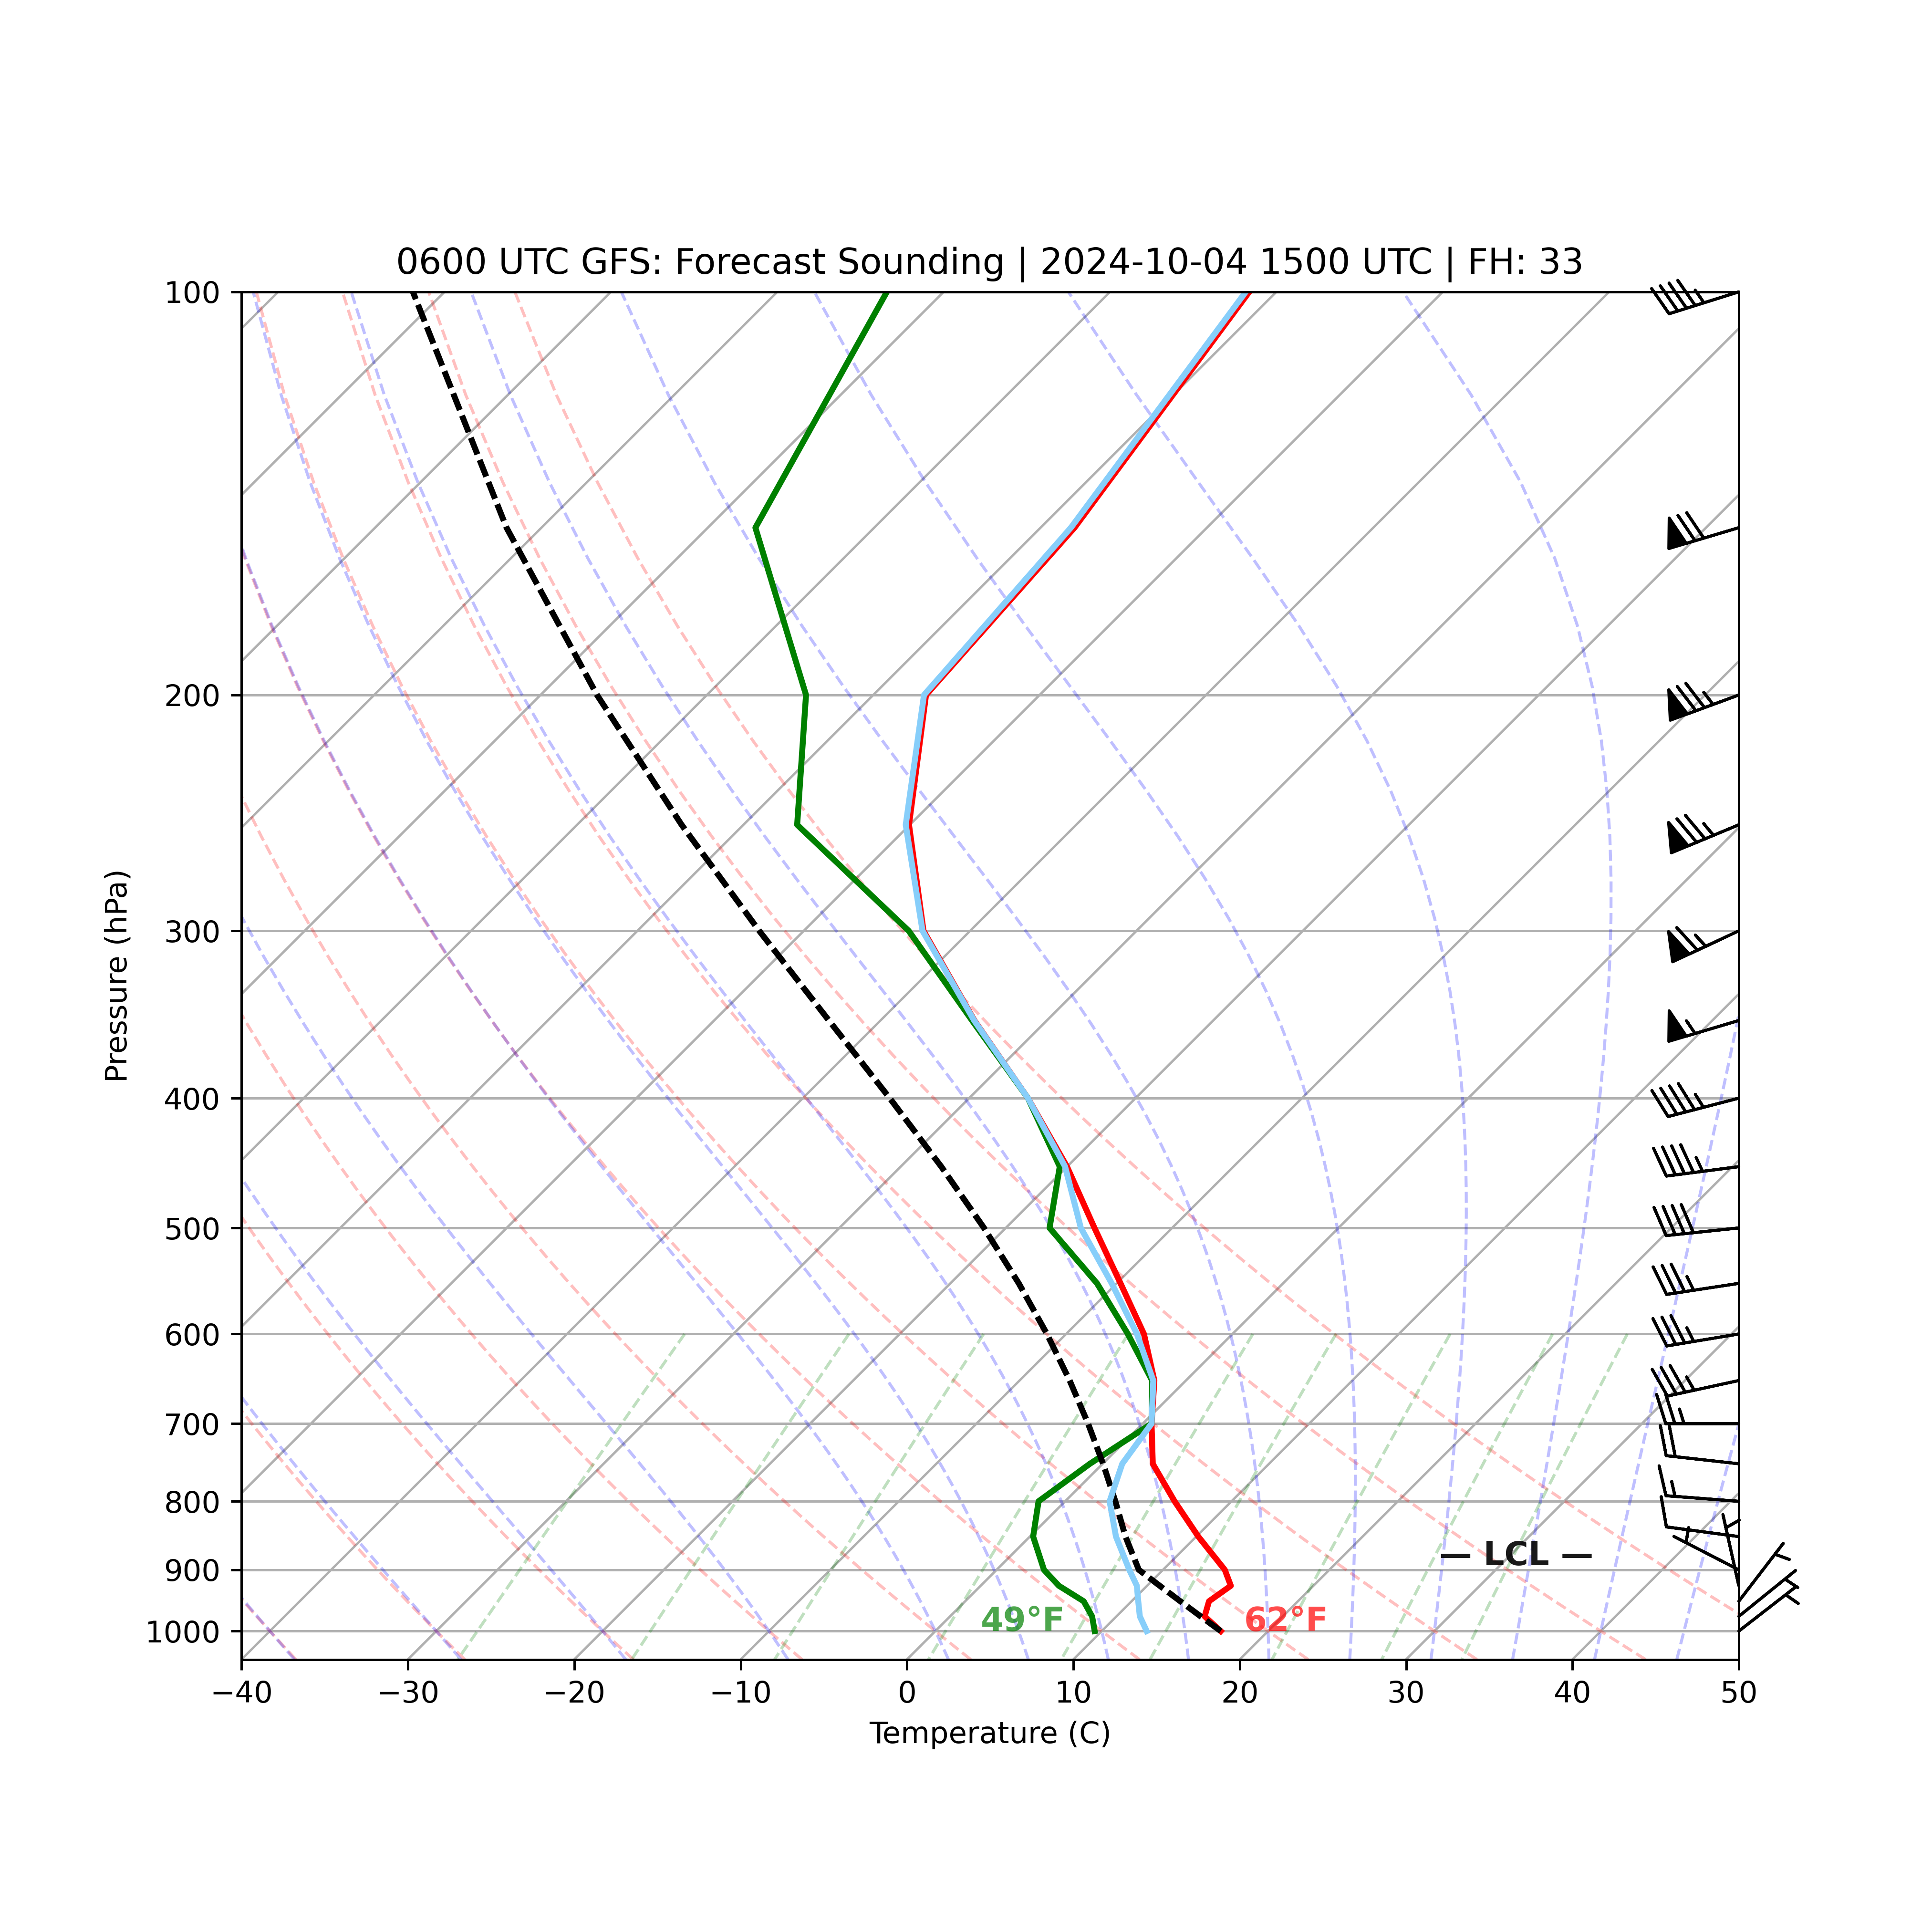 0600 UTC GFS: Forecast Sounding | 2024-10-04 1500 UTC | FH: 33
100
200
300
400
500
600
700
800
900
1000
Pressure (hPa)
— LCL —
49°F
62°F
−40 −30 −20 −10 0 10 20 30 40 50
Temperature (C)